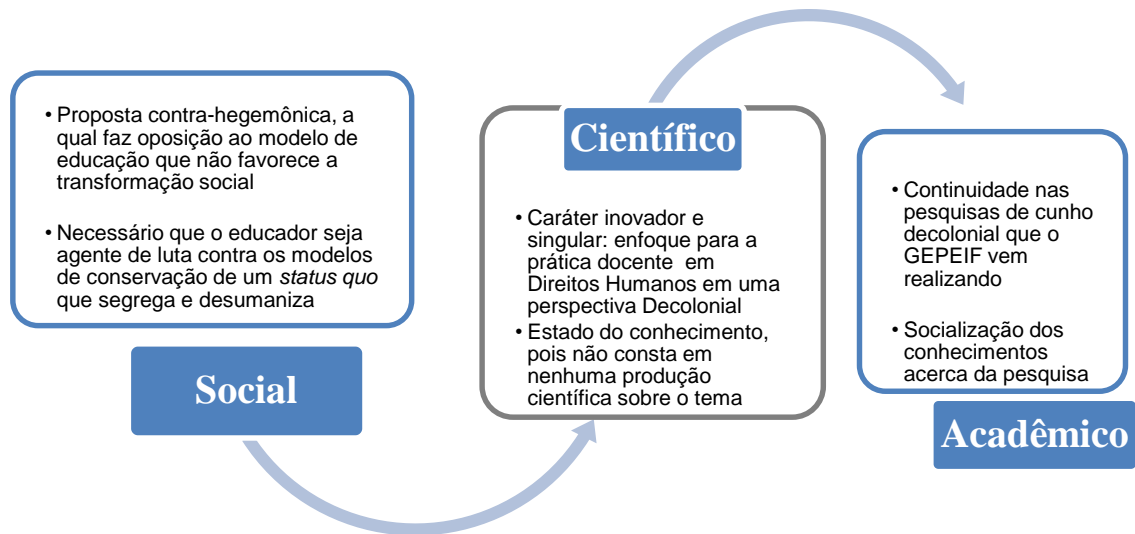 • Proposta contra-hegemônica, a
qual faz oposição ao modelo de
educação que não favorece a
transformação social
• Necessário que o educador seja
agente de luta contra os modelos
de conservação de um status quo
que segrega e desumaniza
Social
Científico
• Caráter inovador e
singular: enfoque para a
prática docente em
Direitos Humanos em uma
perspectiva Decolonial
• Estado do conhecimento,
pois não consta em
nenhuma produção
científica sobre o tema
• Continuidade nas
pesquisas de cunho
decolonial que o
GEPEIF vem
realizando
• Socialização dos
conhecimentos
acerca da pesquisa
Acadêmico